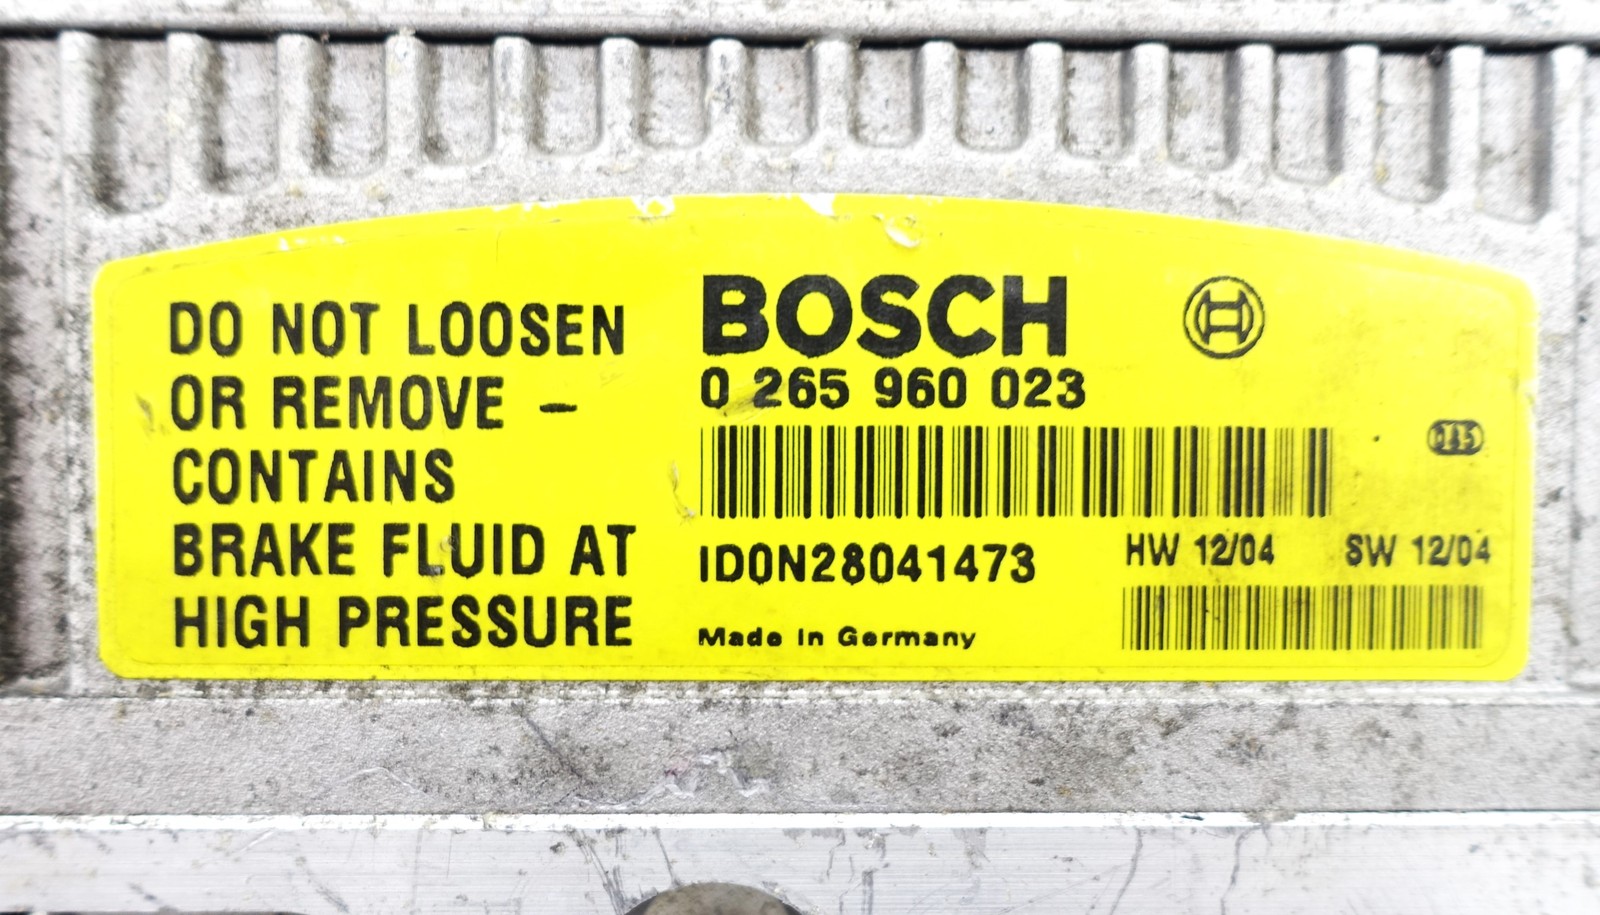 DO NOT LOOSEN
OR REMOVE –
CONTAINS
BRAKE FLUID AT
HIGH PRESSURE
BOSCH
0 265 960 023
ID0N28041473
HW 12/04 SW 12/04
Made In Germany